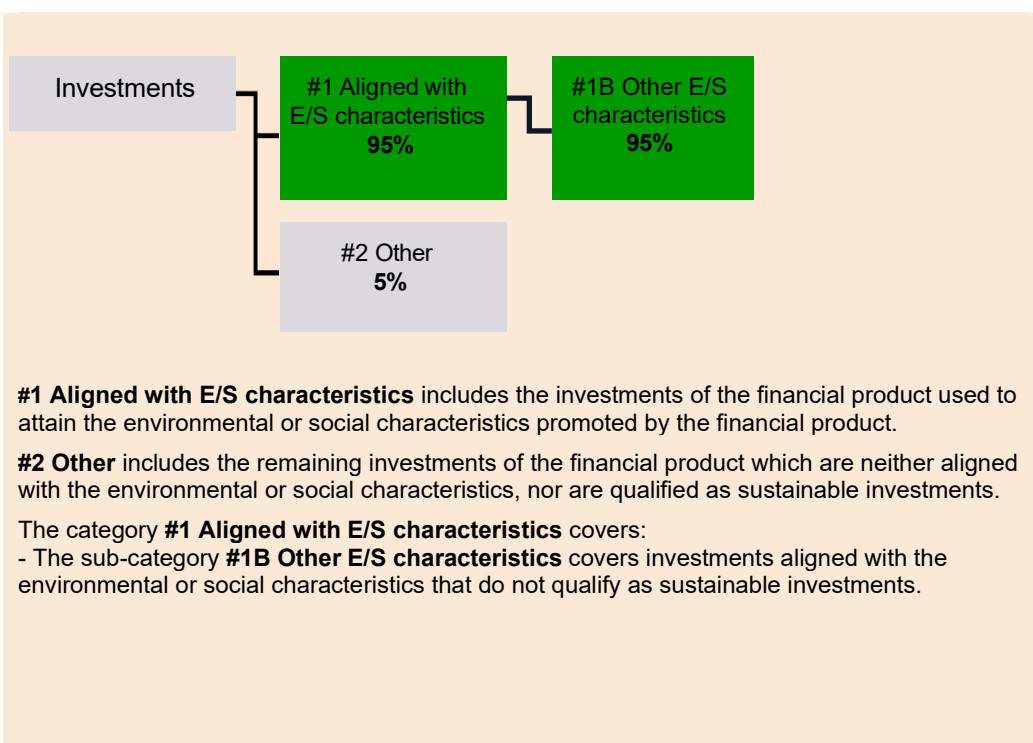 Investments
#1 Aligned with
E/S characteristics
95%
#1B Other E/S
characteristics
95%
#2 Other
5%
#1 Aligned with E/S characteristics includes the investments of the financial product used to
attain the environmental or social characteristics promoted by the financial product.
#2 Other includes the remaining investments of the financial product which are neither aligned
with the environmental or social characteristics, nor are qualified as sustainable investments.
The category #1 Aligned with E/S characteristics covers:
- The sub-category #1B Other E/S characteristics covers investments aligned with the
environmental or social characteristics that do not qualify as sustainable investments.